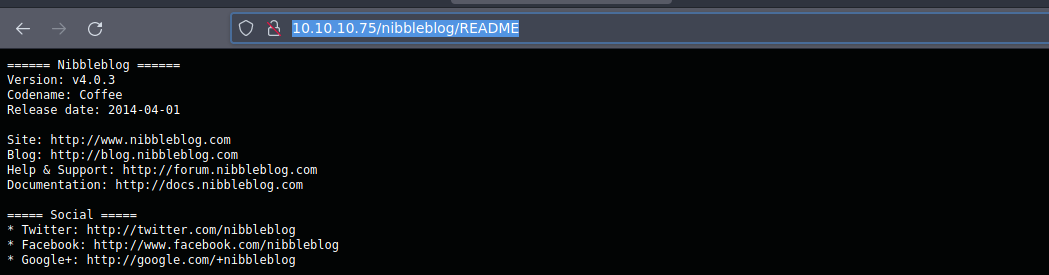 10.10.10.75/nibbleblog/README
====== Nibbleblog ======
Version: v4.0.3
Codename: Coffee
Release date: 2014-04-01
Site: http://www.nibbleblog.com
Blog: http://blog.nibbleblog.com
Help & Support: http://forum.nibbleblog.com
Documentation: http://docs.nibbleblog.com
===== Social =====
* Twitter: http://twitter.com/nibbleblog
* Facebook: http://www.facebook.com/nibbleblog
* Google+: http://google.com/+nibbleblog